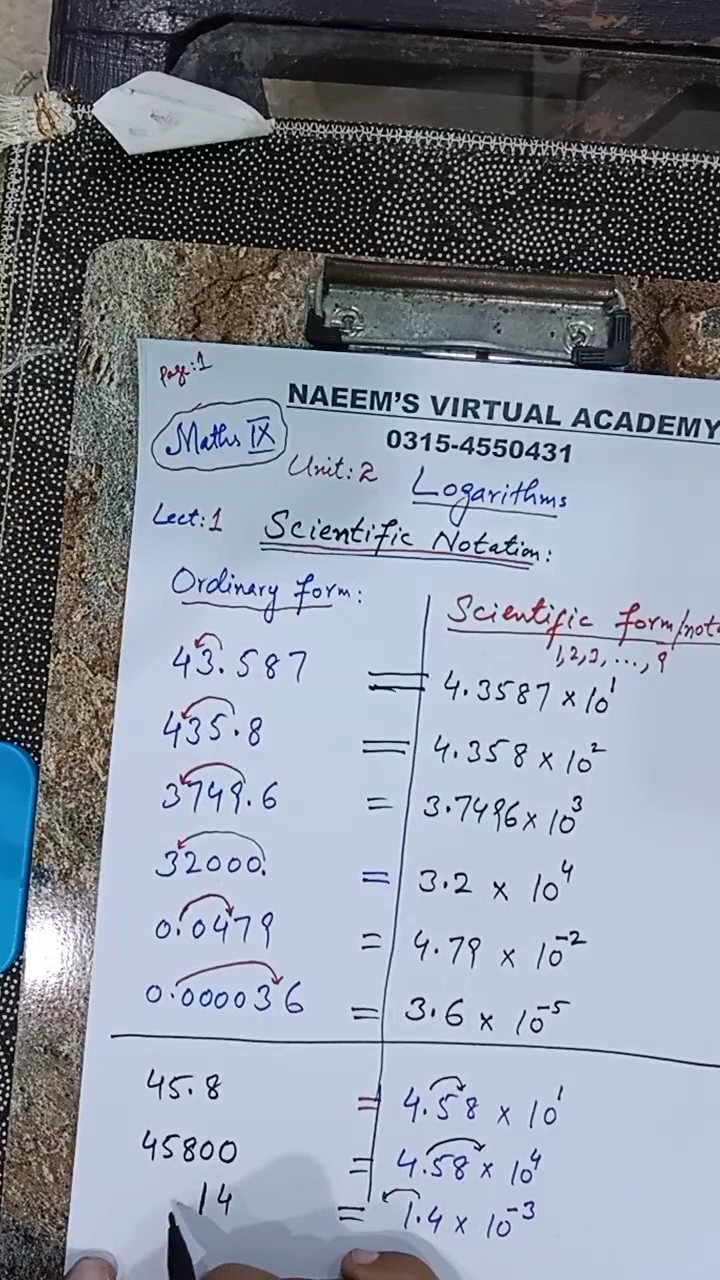 Page:1
NAEEM'S VIRTUAL ACADEMY
Maths IX
0315-4550431
Unit:2 Logarithms
Lect:1 Scientific Notation:
Ordinary form: Scientific form/
1,2,3, ..., 9
43.587 = 4.3587 × 10¹
435.8 = 4.358 × 10²
3749.6 = 3.7496 × 10³
32000. = 3.2 × 10⁴
0.0479 = 4.79 × 10⁻²
0.000036 = 3.6 × 10⁻⁵
45.8 = 4.58 × 10¹
45800 = 4.58 × 10⁴
14 = 1.4 × 10⁻³